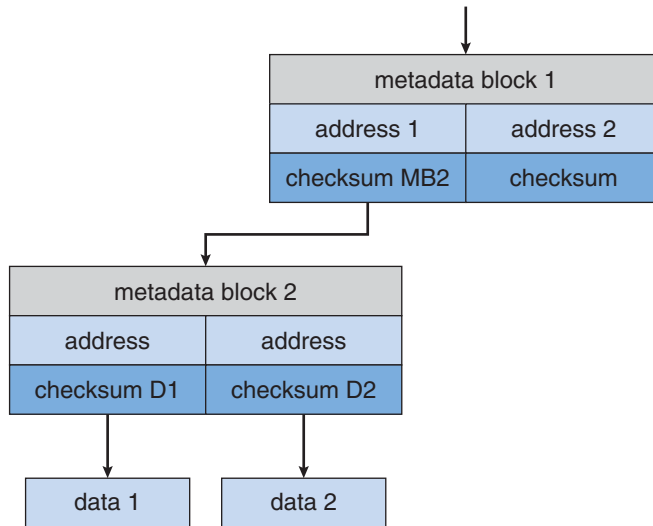 metadata block 1
address 1 address 2
checksum MB2 checksum
metadata block 2
address address
checksum D1 checksum D2
data 1 data 2